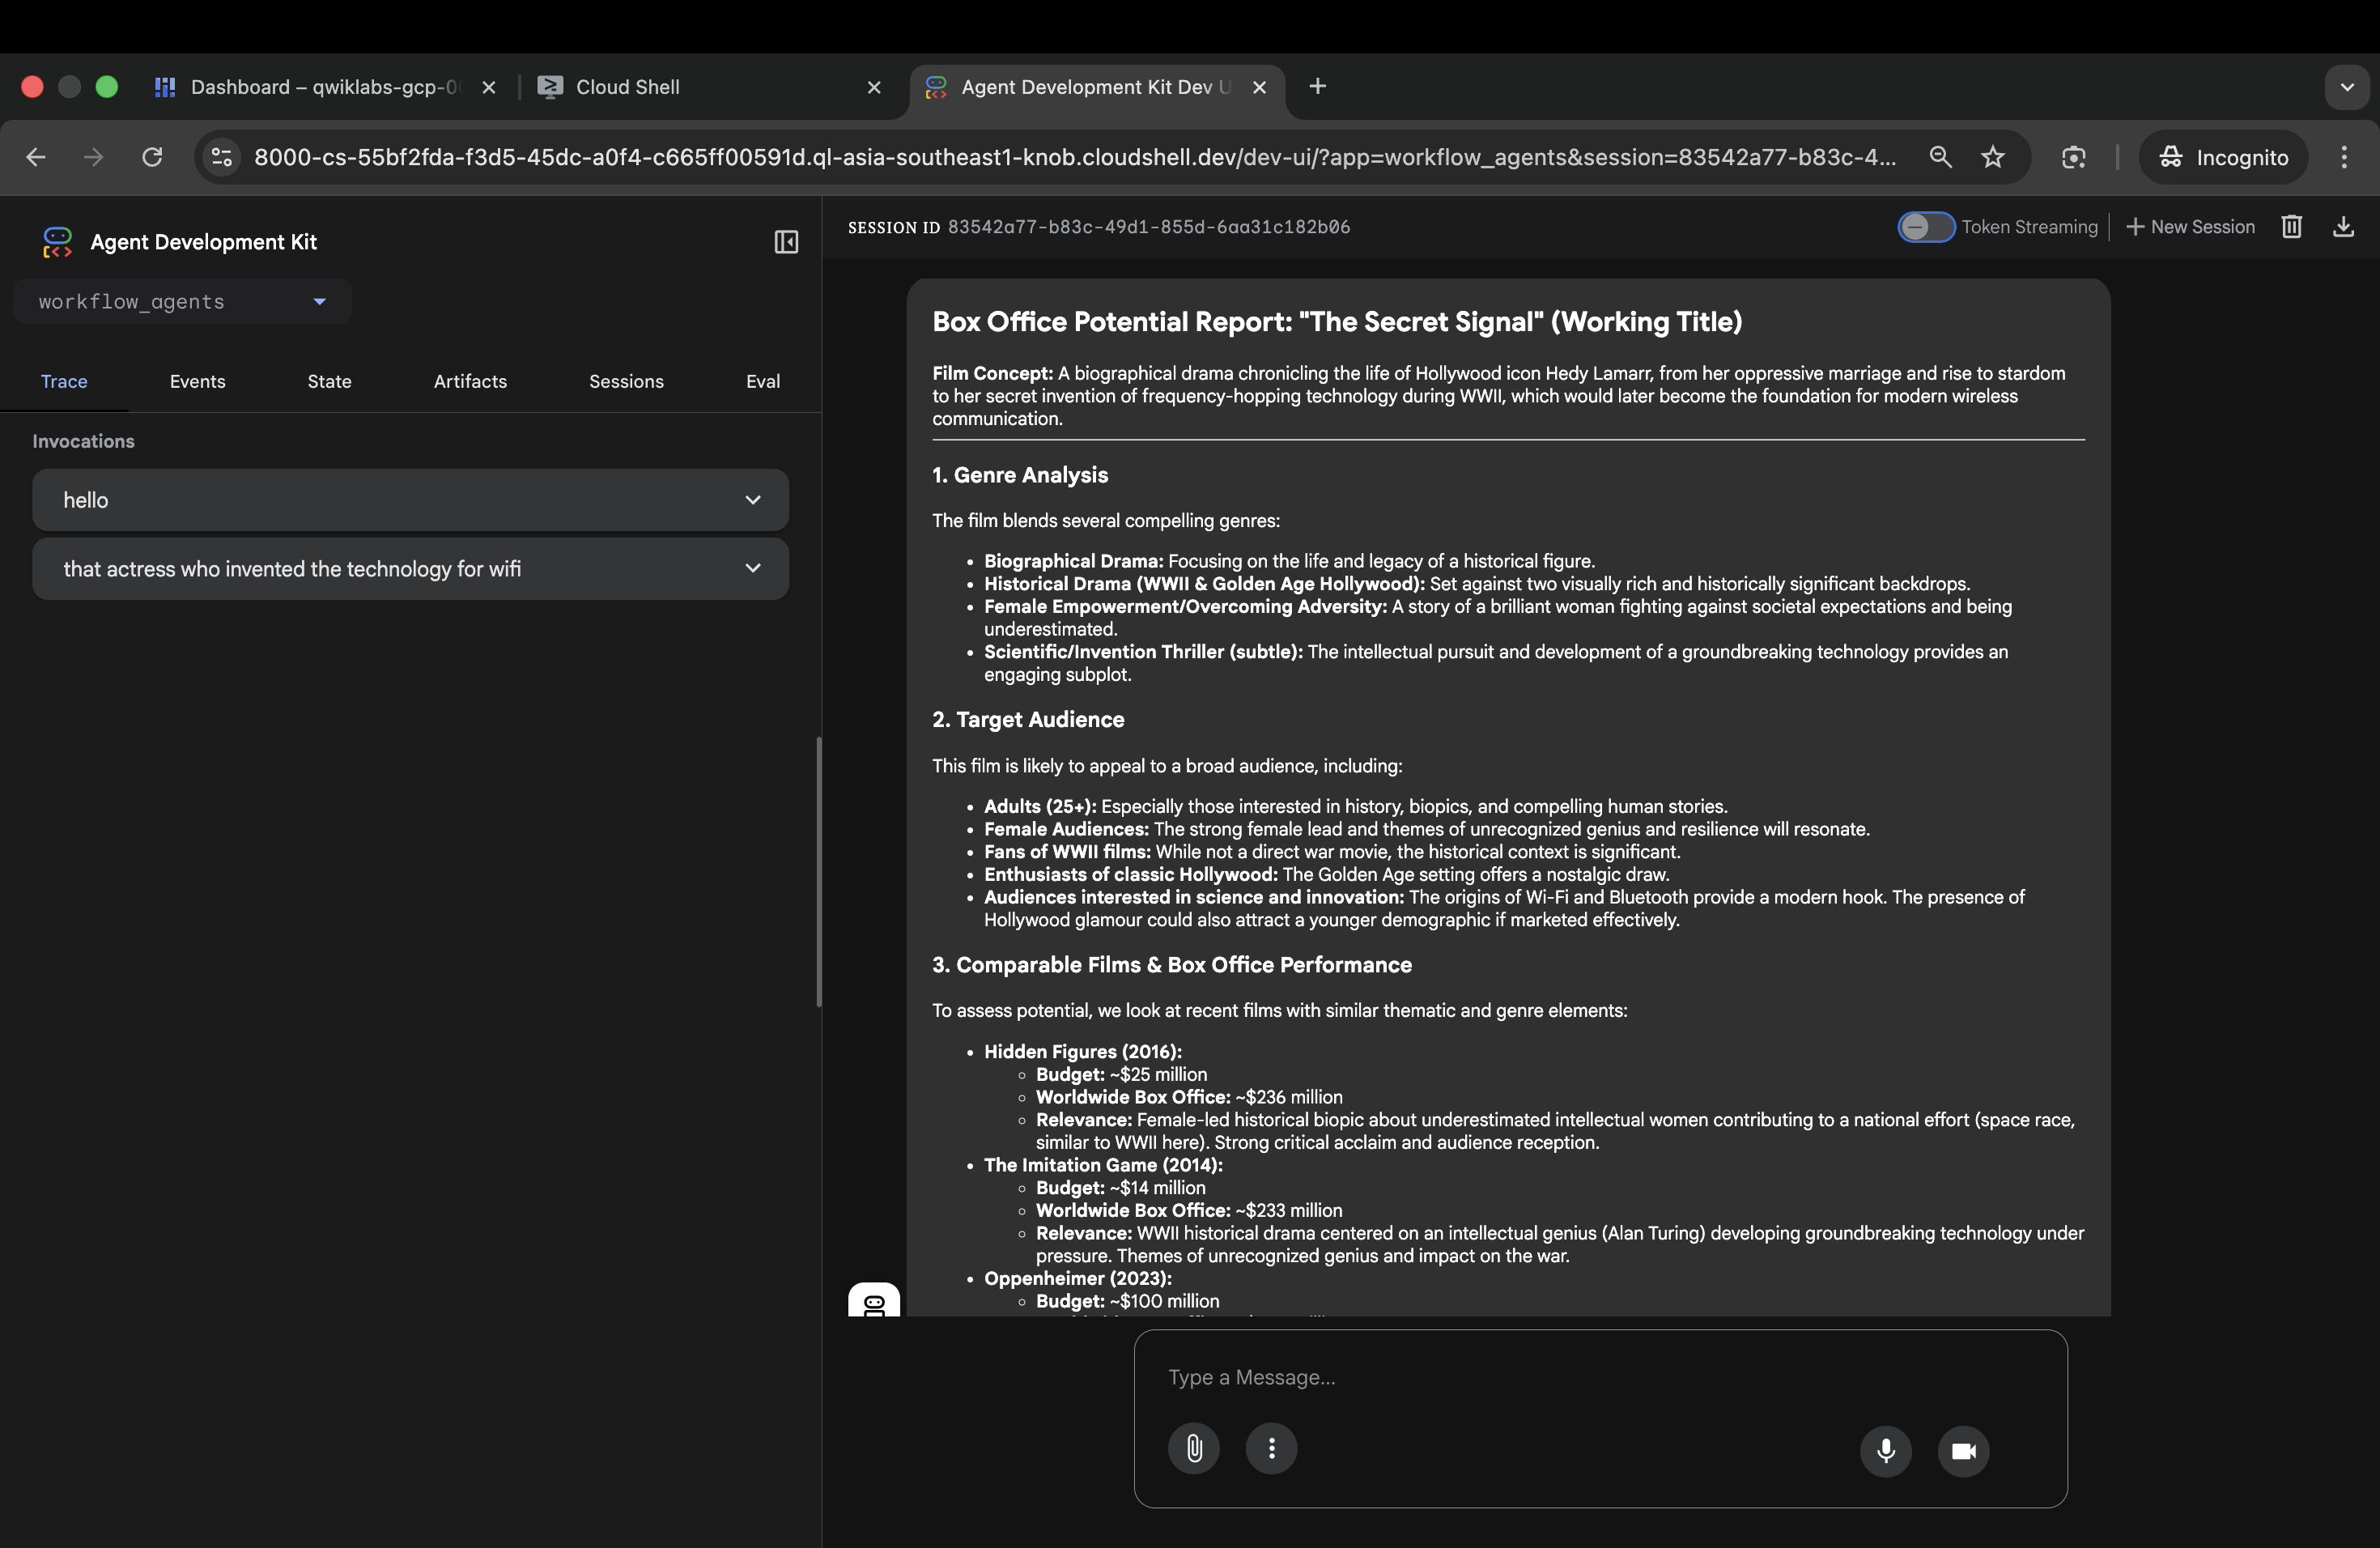 Dashboard – qwiklabs-gcp-0
Cloud Shell
Agent Development Kit Dev U
8000-cs-55bf2fda-f3d5-45dc-a0f4-c665ff00591d.ql-asia-southeast1-knob.cloudshell.dev/dev-ui/?app=workflow_agents&session=83542a77-b83c-4...
Incognito
Agent Development Kit
workflow_agents
Trace
Events
State
Artifacts
Sessions
Eval
Invocations
hello
that actress who invented the technology for wifi
SESSION ID 83542a77-b83c-49d1-855d-6aa31c182b06
Token Streaming
New Session
Box Office Potential Report: "The Secret Signal" (Working Title)
Film Concept: A biographical drama chronicling the life of Hollywood icon Hedy Lamarr, from her oppressive marriage and rise to stardom
to her secret invention of frequency-hopping technology during WWII, which would later become the foundation for modern wireless
communication.
1. Genre Analysis
The film blends several compelling genres:
• Biographical Drama: Focusing on the life and legacy of a historical figure.
• Historical Drama (WWII & Golden Age Hollywood): Set against two visually rich and historically significant backdrops.
• Female Empowerment/Overcoming Adversity: A story of a brilliant woman fighting against societal expectations and being
underestimated.
• Scientific/Invention Thriller (subtle): The intellectual pursuit and development of a groundbreaking technology provides an
engaging subplot.
2. Target Audience
This film is likely to appeal to a broad audience, including:
• Adults (25+): Especially those interested in history, biopics, and compelling human stories.
• Female Audiences: The strong female lead and themes of unrecognized genius and resilience will resonate.
• Fans of WWII films: While not a direct war movie, the historical context is significant.
• Enthusiasts of classic Hollywood: The Golden Age setting offers a nostalgic draw.
• Audiences interested in science and innovation: The origins of Wi-Fi and Bluetooth provide a modern hook. The presence of
Hollywood glamour could also attract a younger demographic if marketed effectively.
3. Comparable Films & Box Office Performance
To assess potential, we look at recent films with similar thematic and genre elements:
• Hidden Figures (2016):
◦ Budget: ~$25 million
◦ Worldwide Box Office: ~$236 million
◦ Relevance: Female-led historical biopic about underestimated intellectual women contributing to a national effort (space race,
similar to WWII here). Strong critical acclaim and audience reception.
• The Imitation Game (2014):
◦ Budget: ~$14 million
◦ Worldwide Box Office: ~$233 million
◦ Relevance: WWII historical drama centered on an intellectual genius (Alan Turing) developing groundbreaking technology under
pressure. Themes of unrecognized genius and impact on the war.
• Oppenheimer (2023):
◦ Budget: ~$100 million
Type a Message...